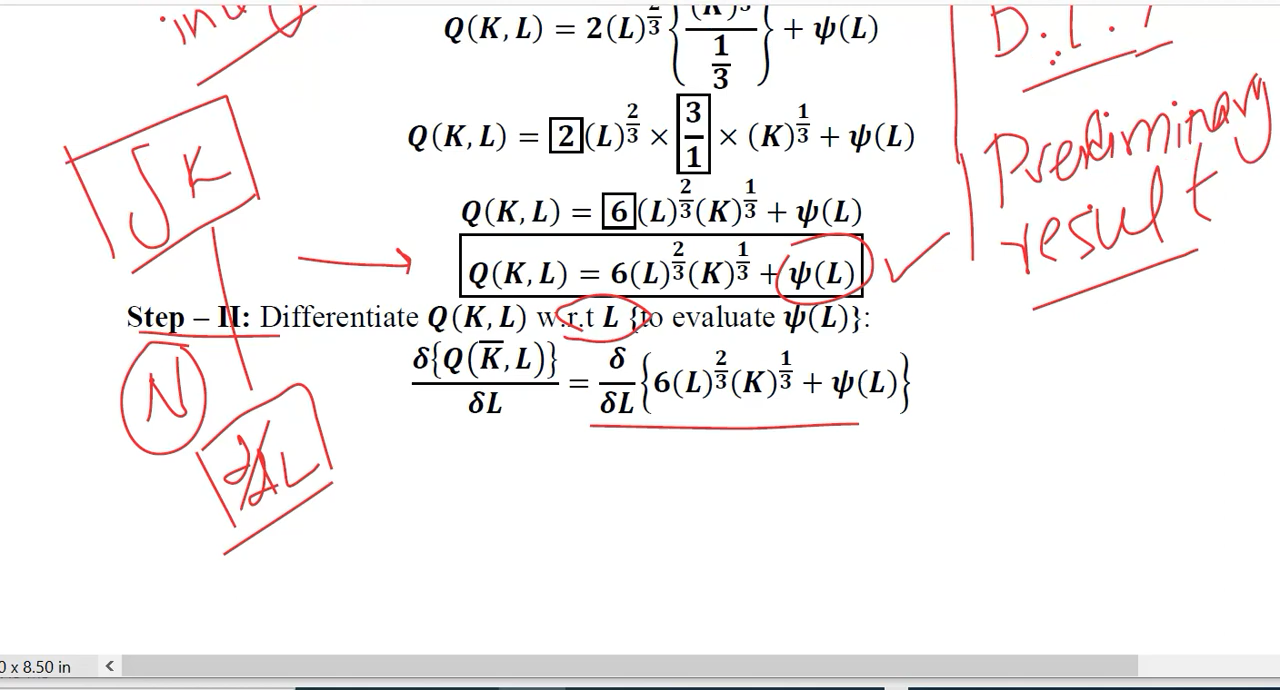 Q(K, L) = 2(L)^{2/3} { (K)^{1/3} / (1/3) } + ψ(L)
Q(K, L) = 2(L)^{2/3} × 3/1 × (K)^{1/3} + ψ(L)
Q(K, L) = 6(L)^{2/3}(K)^{1/3} + ψ(L)
Q(K, L) = 6(L)^{2/3}(K)^{1/3} + ψ(L)
Step – II: Differentiate Q(K, L) w.r.t L {to evaluate ψ(L)}:
δ{Q(K̅, L)}/δL = δ/δL {6(L)^{2/3}(K)^{1/3} + ψ(L)}
∫K
N
D.I.?
Preliminary
result
0 x 8.50 in